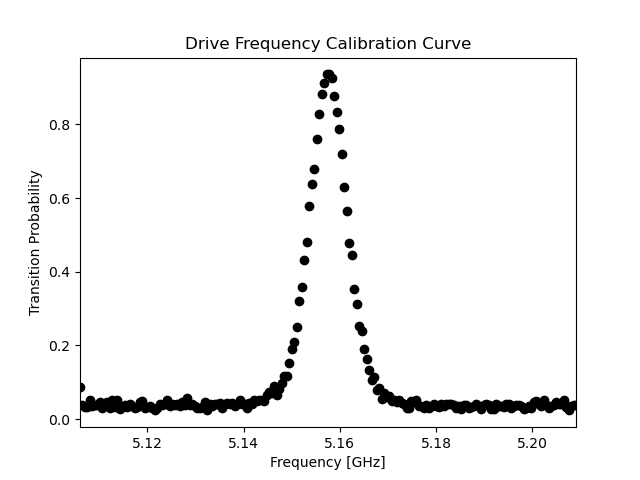 Drive Frequency Calibration Curve
Transition Probability
0.8
0.6
0.4
0.2
0.0
5.12 5.14 5.16 5.18 5.20
Frequency [GHz]